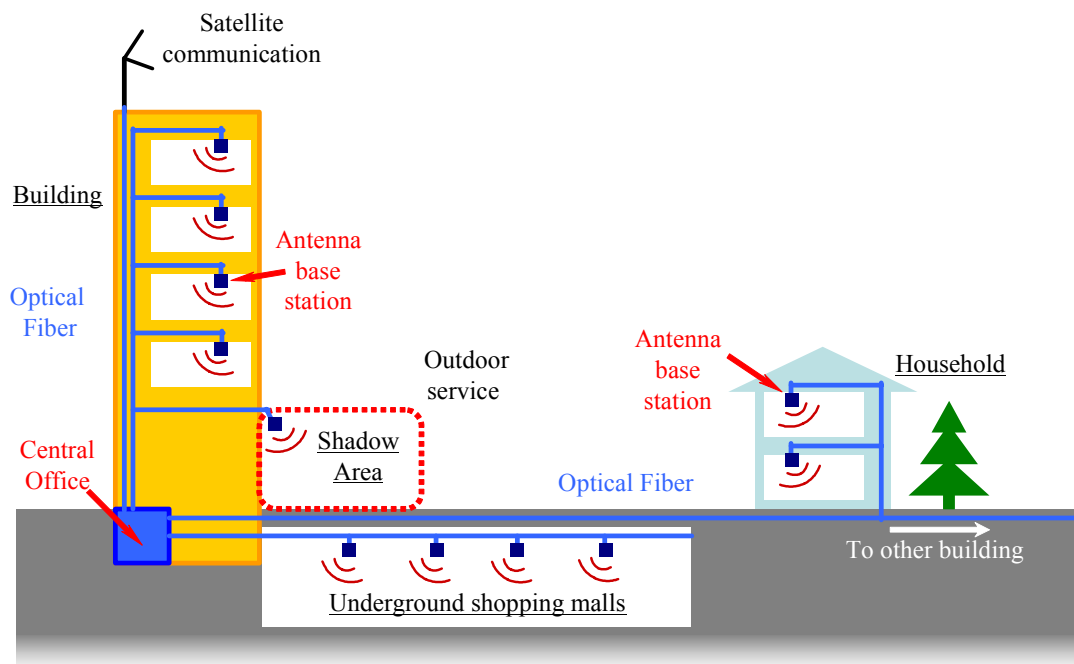 Satellite
communication
Building
Antenna
base
station
Optical
Fiber
Outdoor
service
Antenna
base
station
Household
Shadow
Area
Central
Office
Optical Fiber
To other building
Underground shopping malls